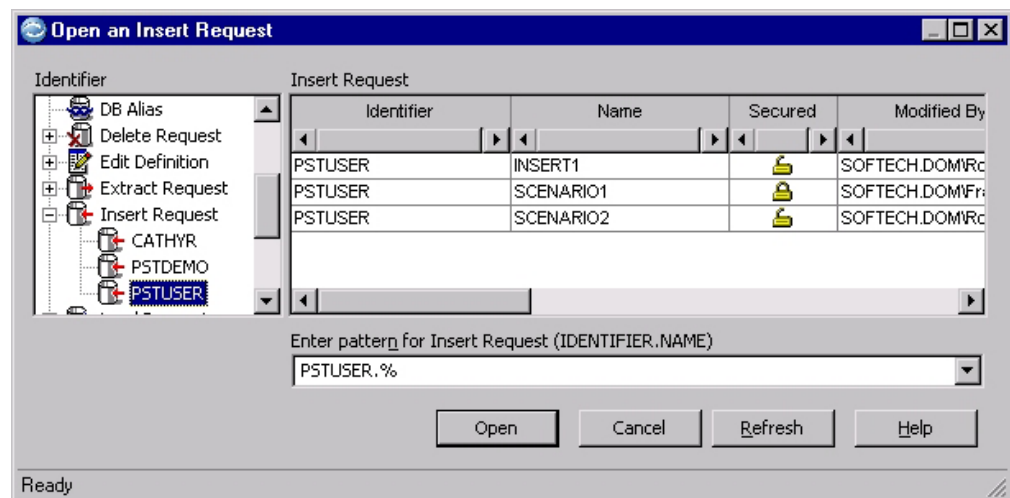 Open an Insert Request
Identifier
DB Alias
Delete Request
Edit Definition
Extract Request
Insert Request
CATHYR
PSTDEMO
PSTUSER
Insert Request
Identifier Name Secured Modified By
PSTUSER INSERT1 SOFTECH.DOM\Ro
PSTUSER SCENARIO1 SOFTECH.DOM\Fra
PSTUSER SCENARIO2 SOFTECH.DOM\Ro
Enter pattern for Insert Request (IDENTIFIER.NAME)
PSTUSER.%
Open Cancel Refresh Help
Ready